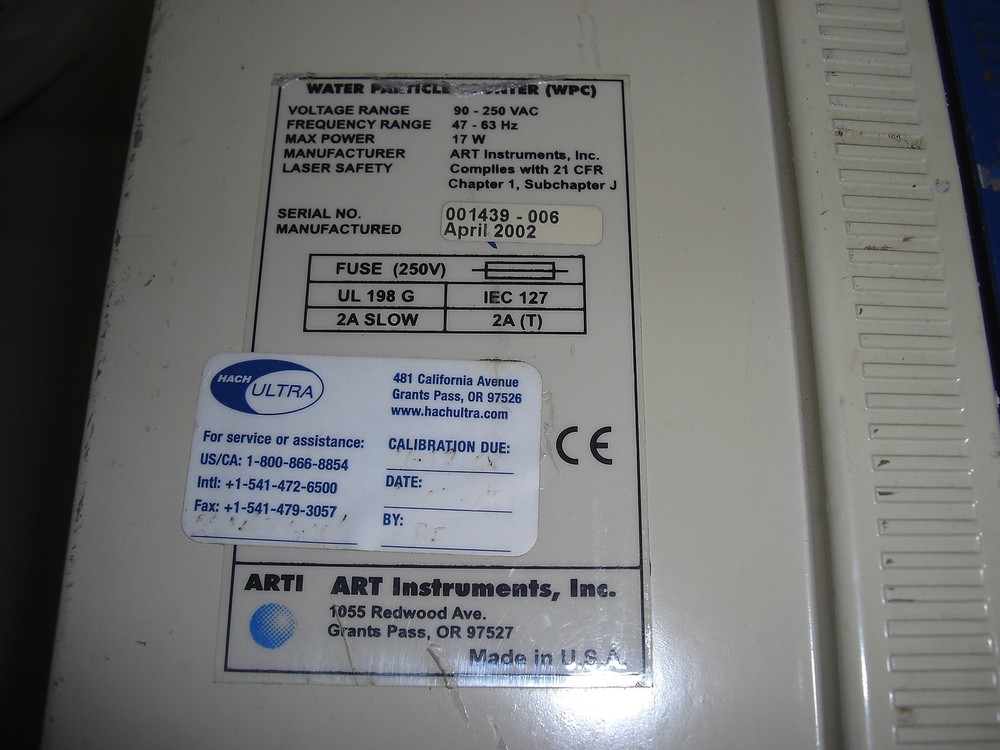 WATER PARTICLE COUNTER (WPC)
VOLTAGE RANGE 90 - 250 VAC
FREQUENCY RANGE 47 - 63 Hz
MAX POWER 17 W
MANUFACTURER ART Instruments, Inc.
LASER SAFETY Complies with 21 CFR
Chapter 1, Subchapter J
SERIAL NO. 001439 - 006
MANUFACTURED April 2002
FUSE (250V)
UL 198 G IEC 127
2A SLOW 2A (T)
HACH ULTRA
481 California Avenue
Grants Pass, OR 97526
www.hachultra.com
For service or assistance:
US/CA: 1-800-866-8854
Intl: +1-541-472-6500
Fax: +1-541-479-3057
CALIBRATION DUE:
DATE:
BY:
CE
ARTI ART Instruments, Inc.
1055 Redwood Ave.
Grants Pass, OR 97527
Made in U.S.A.